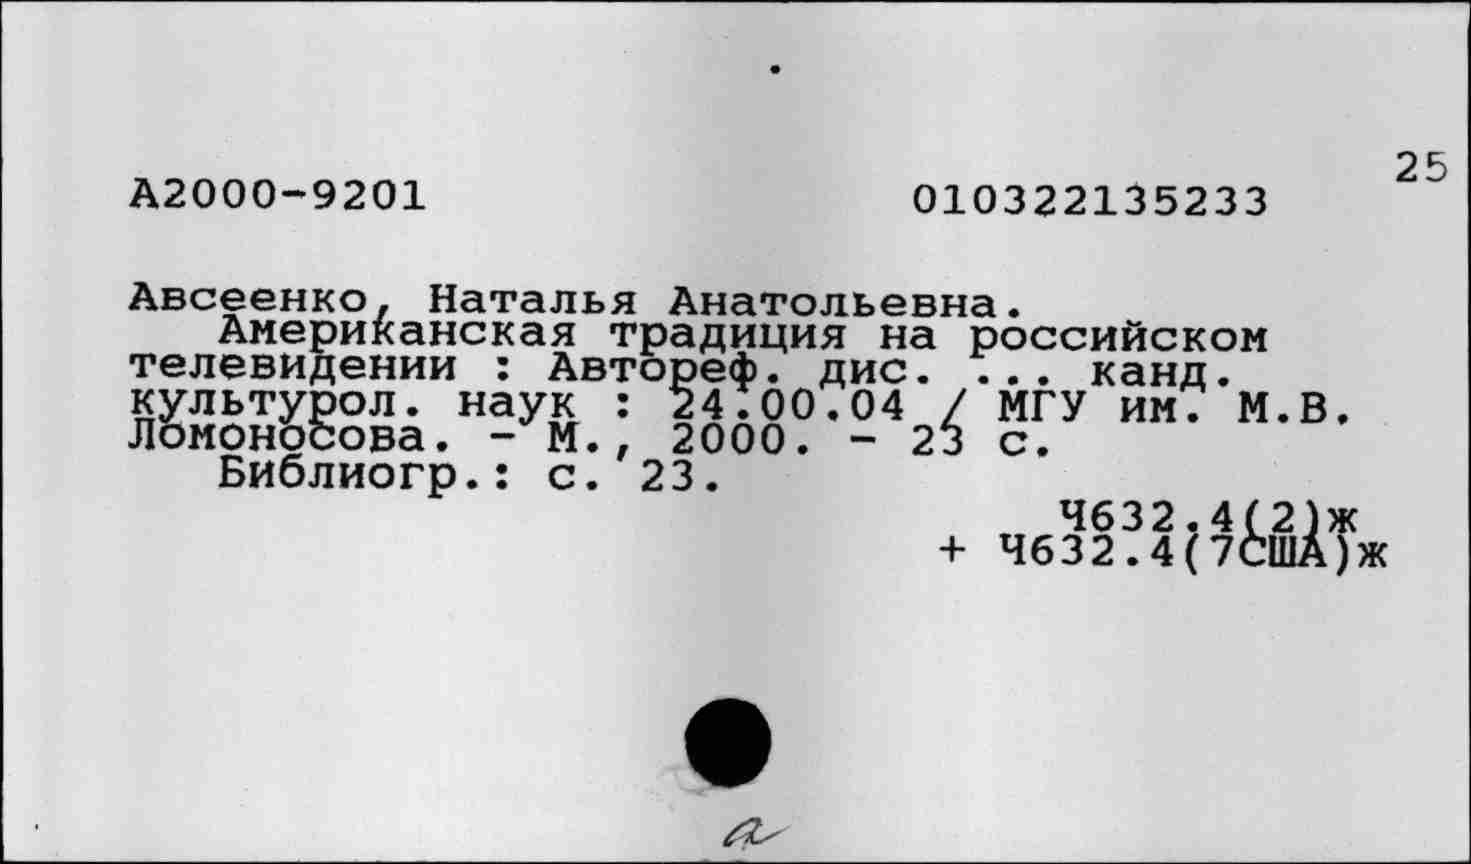 25
А2000-9201 010322135233
Авсеенко, Наталья Анатольевна.
Американская традиция на российском
телевидении : Автореф. дис. ... канд.
культурол. наук : 24.00.04 / МГУ им. М.В.
Ломоносова. - М., 2000. - 23 с.
Библиогр.: с. 23.
Ч632.4(2)ж
+ Ч632.4(7США)ж
а